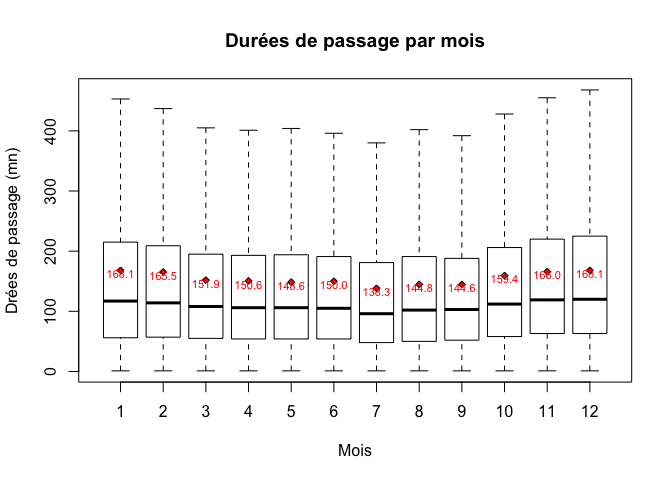 Durées de passage par mois
Drées de passage (mn)
400
300
200
100
0
168.1 165.5 151.9 150.6 148.6 150.0 138.3 144.8 144.6 159.4 166.0 168.1
1 2 3 4 5 6 7 8 9 10 11 12
Mois